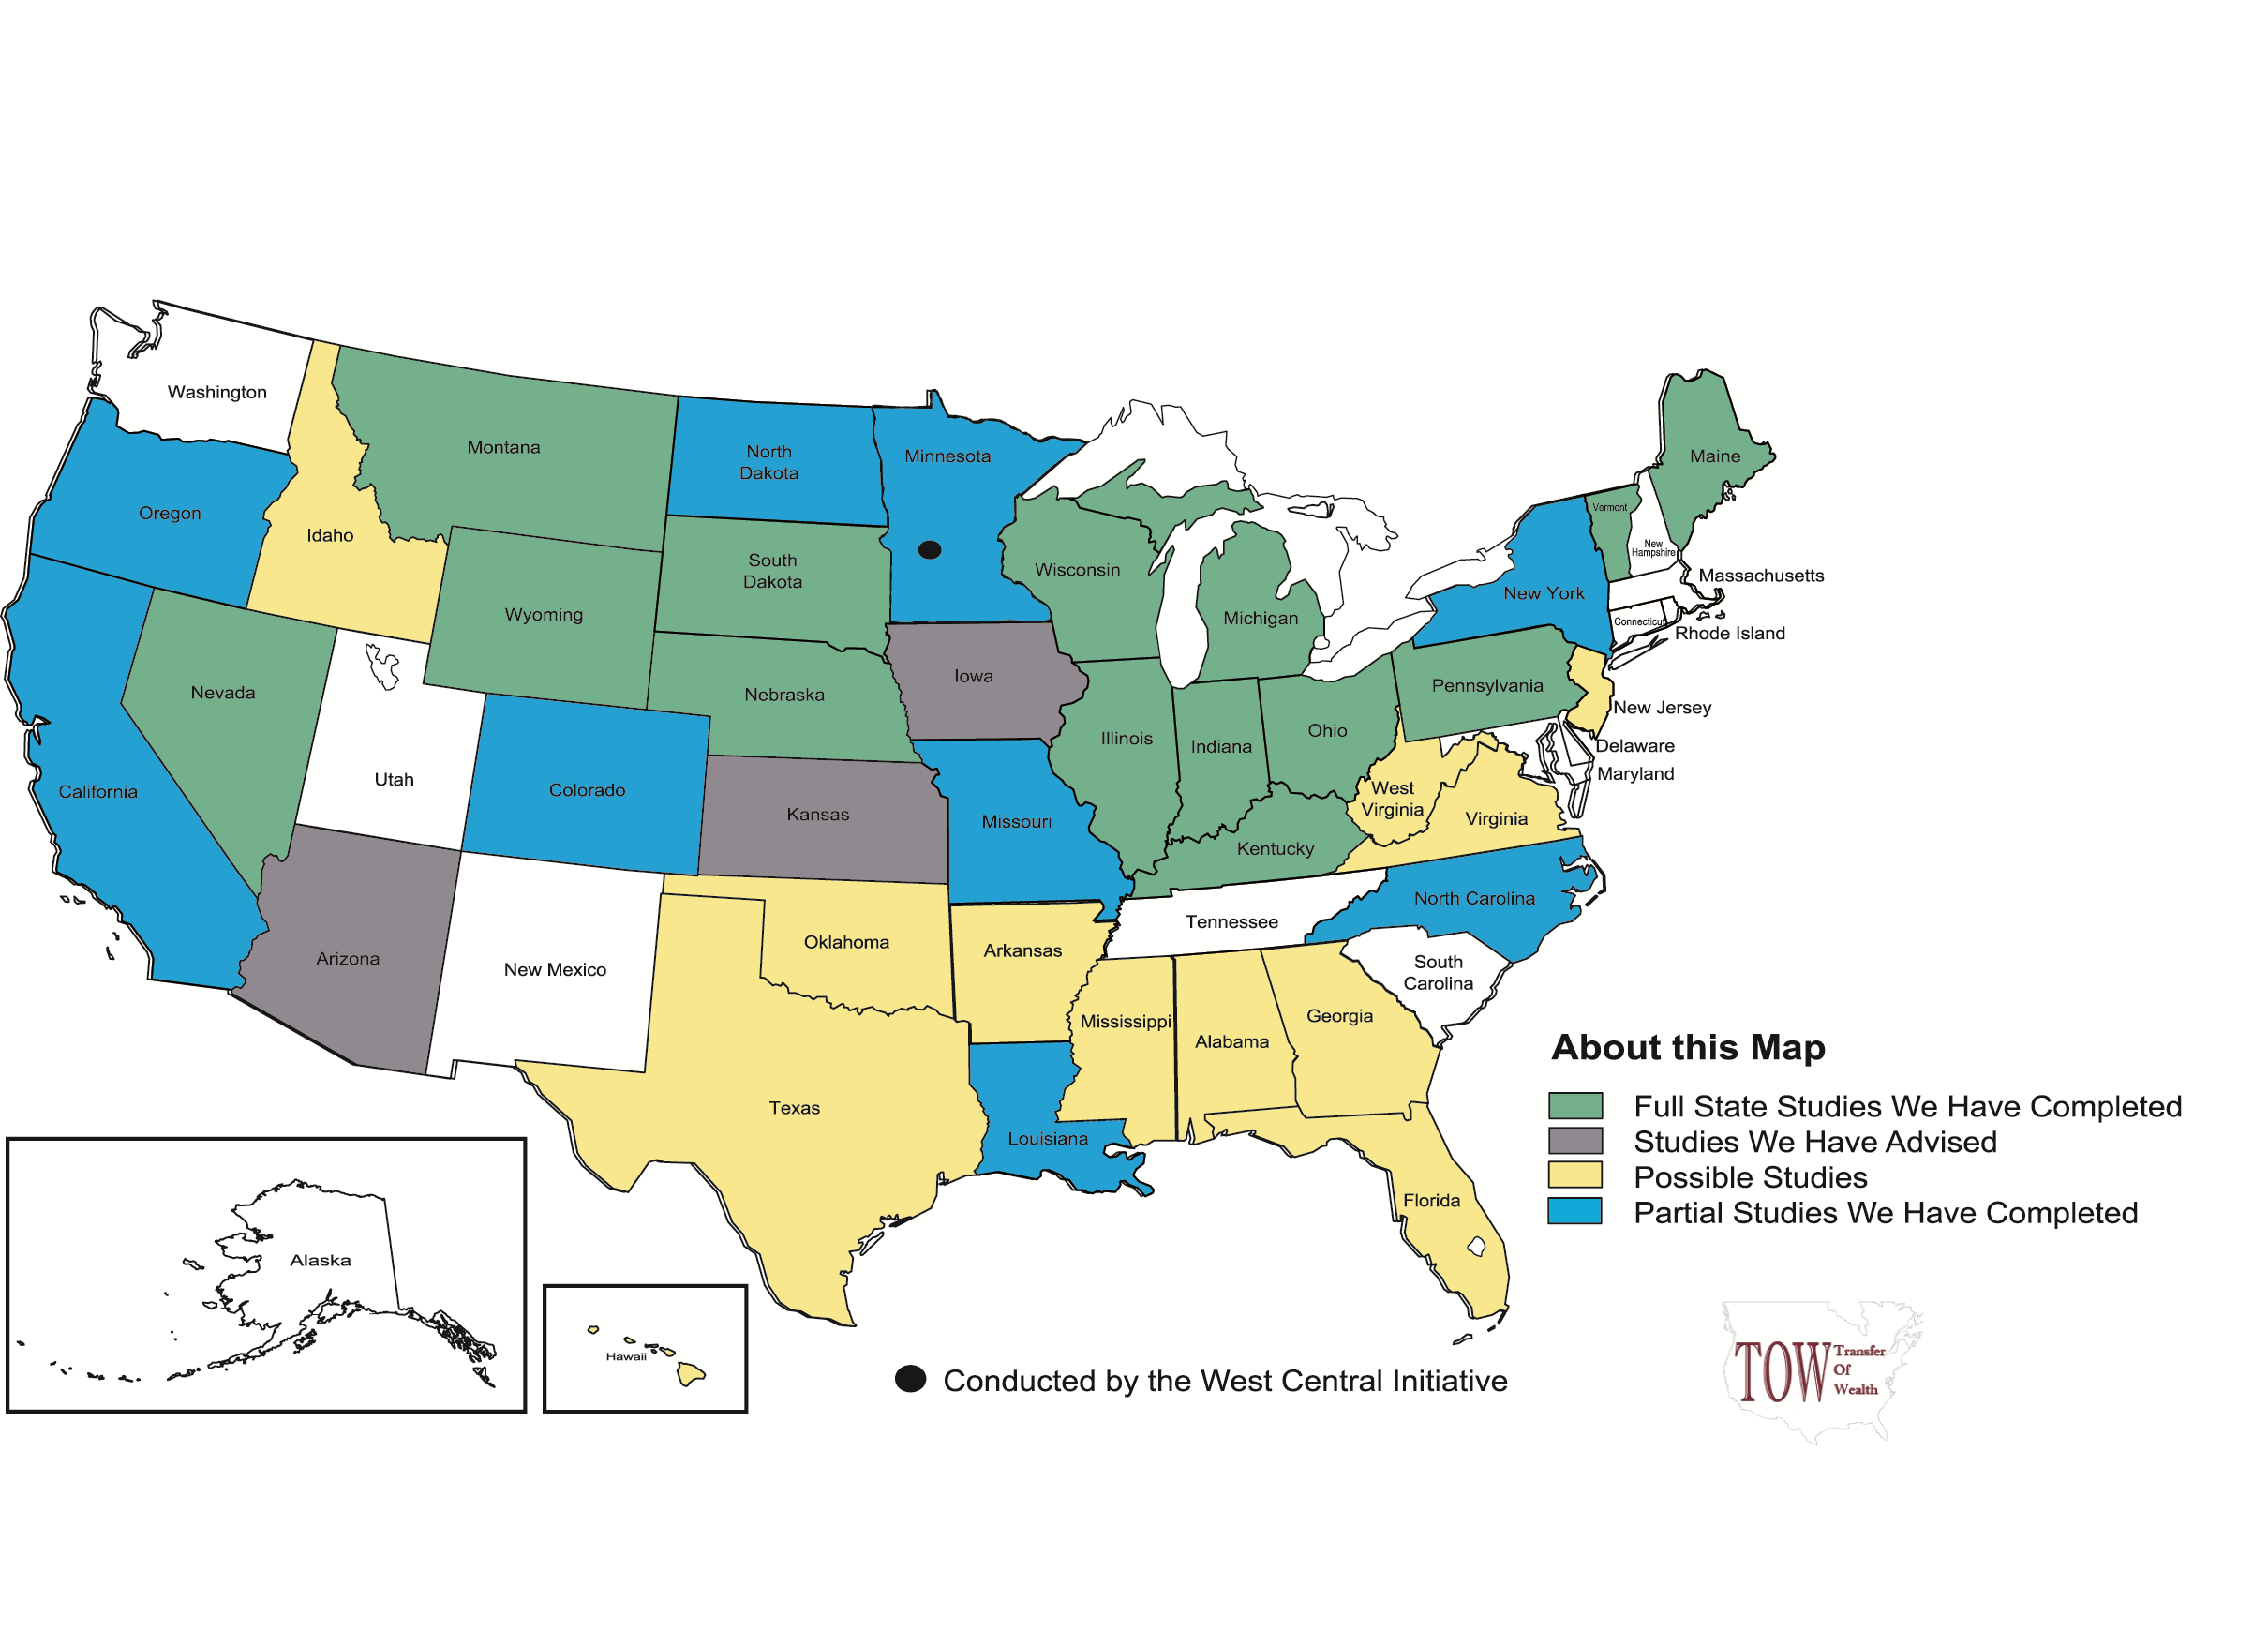 Washington
Montana
North
Dakota
Minnesota
Maine
Oregon
Idaho
Vermont
New
Hampshire
South
Dakota
Wisconsin
Massachusetts
New York
Wyoming
Michigan
Connecticut
Rhode Island
Iowa
Nevada
Nebraska
Pennsylvania
New Jersey
Illinois
Indiana
Ohio
Delaware
Maryland
Utah
California
Colorado
West
Virginia
Kansas
Missouri
Virginia
Kentucky
North Carolina
Tennessee
Oklahoma
Arkansas
Arizona
New Mexico
South
Carolina
Mississippi
Georgia
Alabama
About this Map
Texas
Full State Studies We Have Completed
Louisiana
Studies We Have Advised
Possible Studies
Florida
Partial Studies We Have Completed
Alaska
Hawaii
Conducted by the West Central Initiative
TOW
Transfer
Of
Wealth